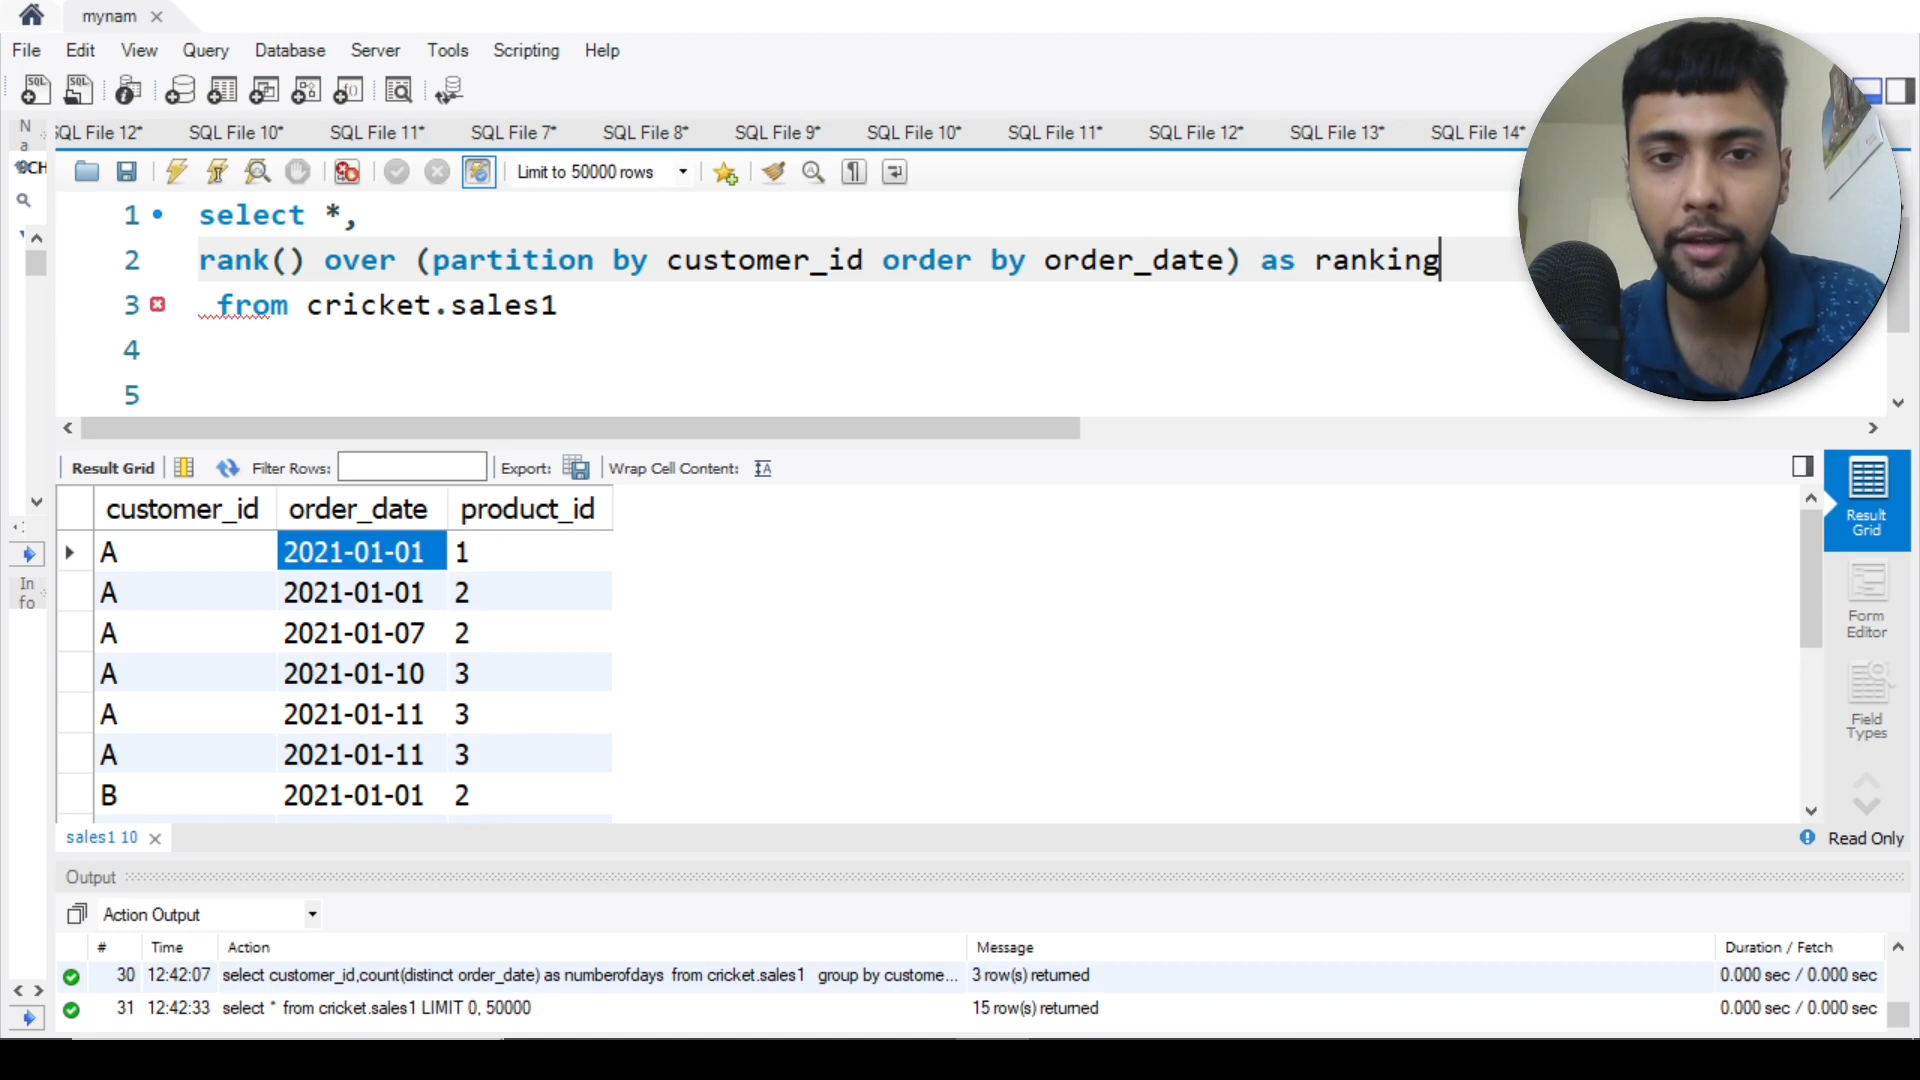 mynam
File Edit View Query Database Server Tools Scripting Help
SQL File 12* SQL File 10* SQL File 11* SQL File 7* SQL File 8* SQL File 9* SQL File 10* SQL File 11* SQL File 12* SQL File 13* SQL File 14*
N
a
CH
Limit to 50000 rows
1 select *,
2 rank() over (partition by customer_id order by order_date) as ranking
3 from cricket.sales1
4
5
Result Grid Filter Rows: Export: Wrap Cell Content:
customer_id order_date product_id
A 2021-01-01 1
A 2021-01-01 2
A 2021-01-07 2
A 2021-01-10 3
A 2021-01-11 3
A 2021-01-11 3
B 2021-01-01 2
In
fo
Result
Grid
Form
Editor
Field
Types
sales1 10
Read Only
Output
Action Output
# Time Action Message Duration / Fetch
30 12:42:07 select customer_id,count(distinct order_date) as numberofdays from cricket.sales1 group by custome... 3 row(s) returned 0.000 sec / 0.000 sec
31 12:42:33 select * from cricket.sales1 LIMIT 0, 50000 15 row(s) returned 0.000 sec / 0.000 sec